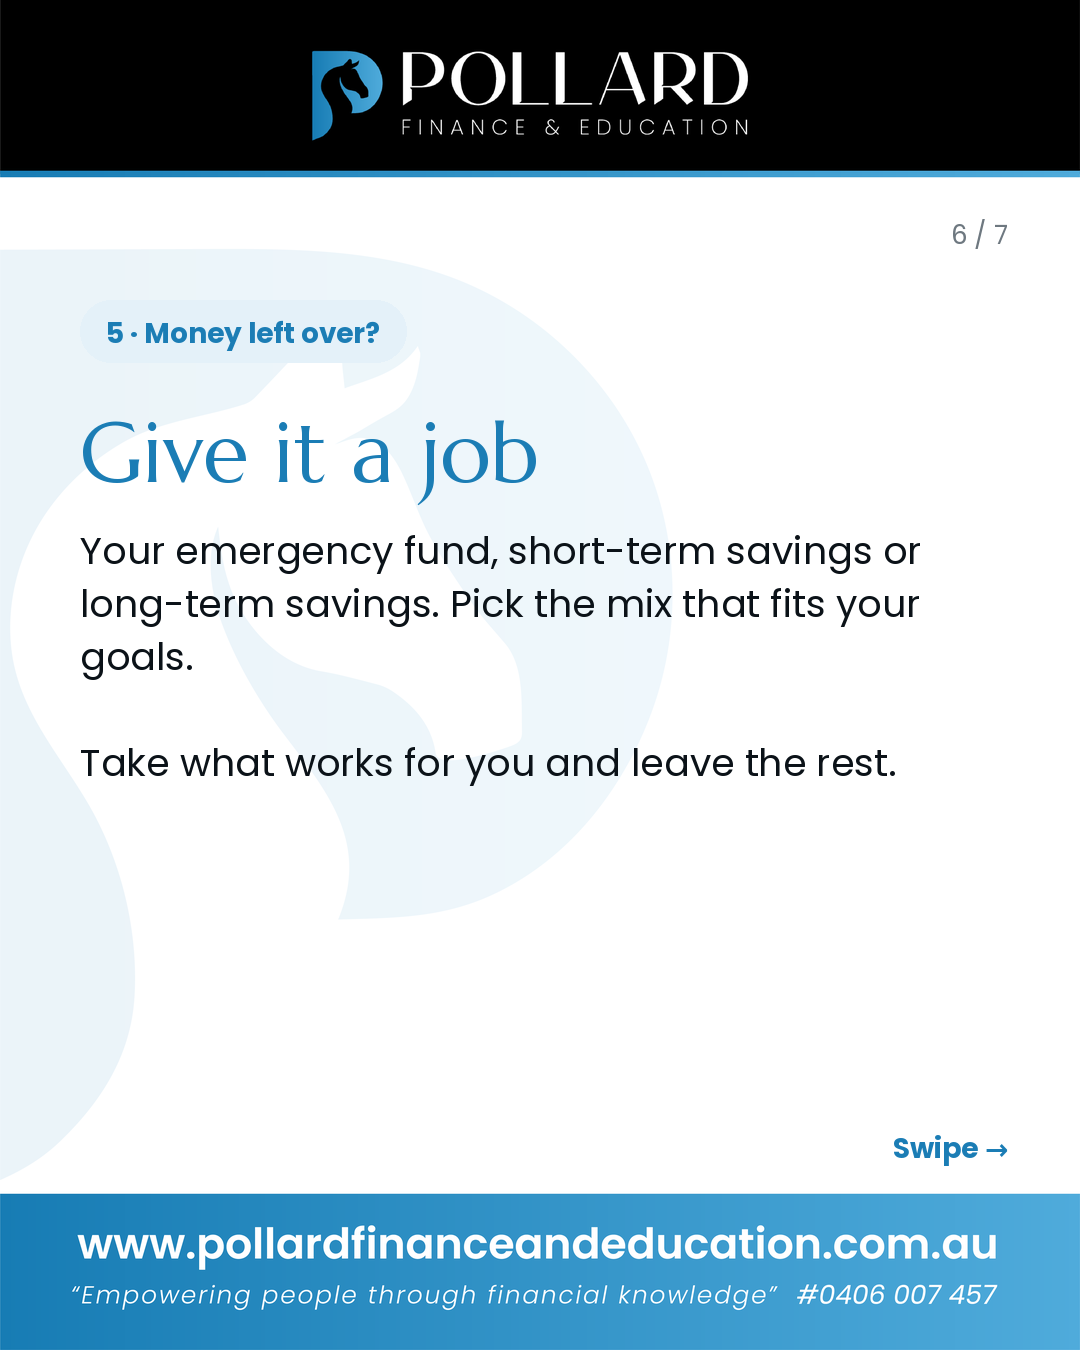 POLLARD
FINANCE & EDUCATION
6 / 7
5 · Money left over?
Give it a job
Your emergency fund, short-term savings or
long-term savings. Pick the mix that fits your
goals.
Take what works for you and leave the rest.
Swipe →
www.pollardfinanceandeducation.com.au
“Empowering people through financial knowledge” #0406 007 457